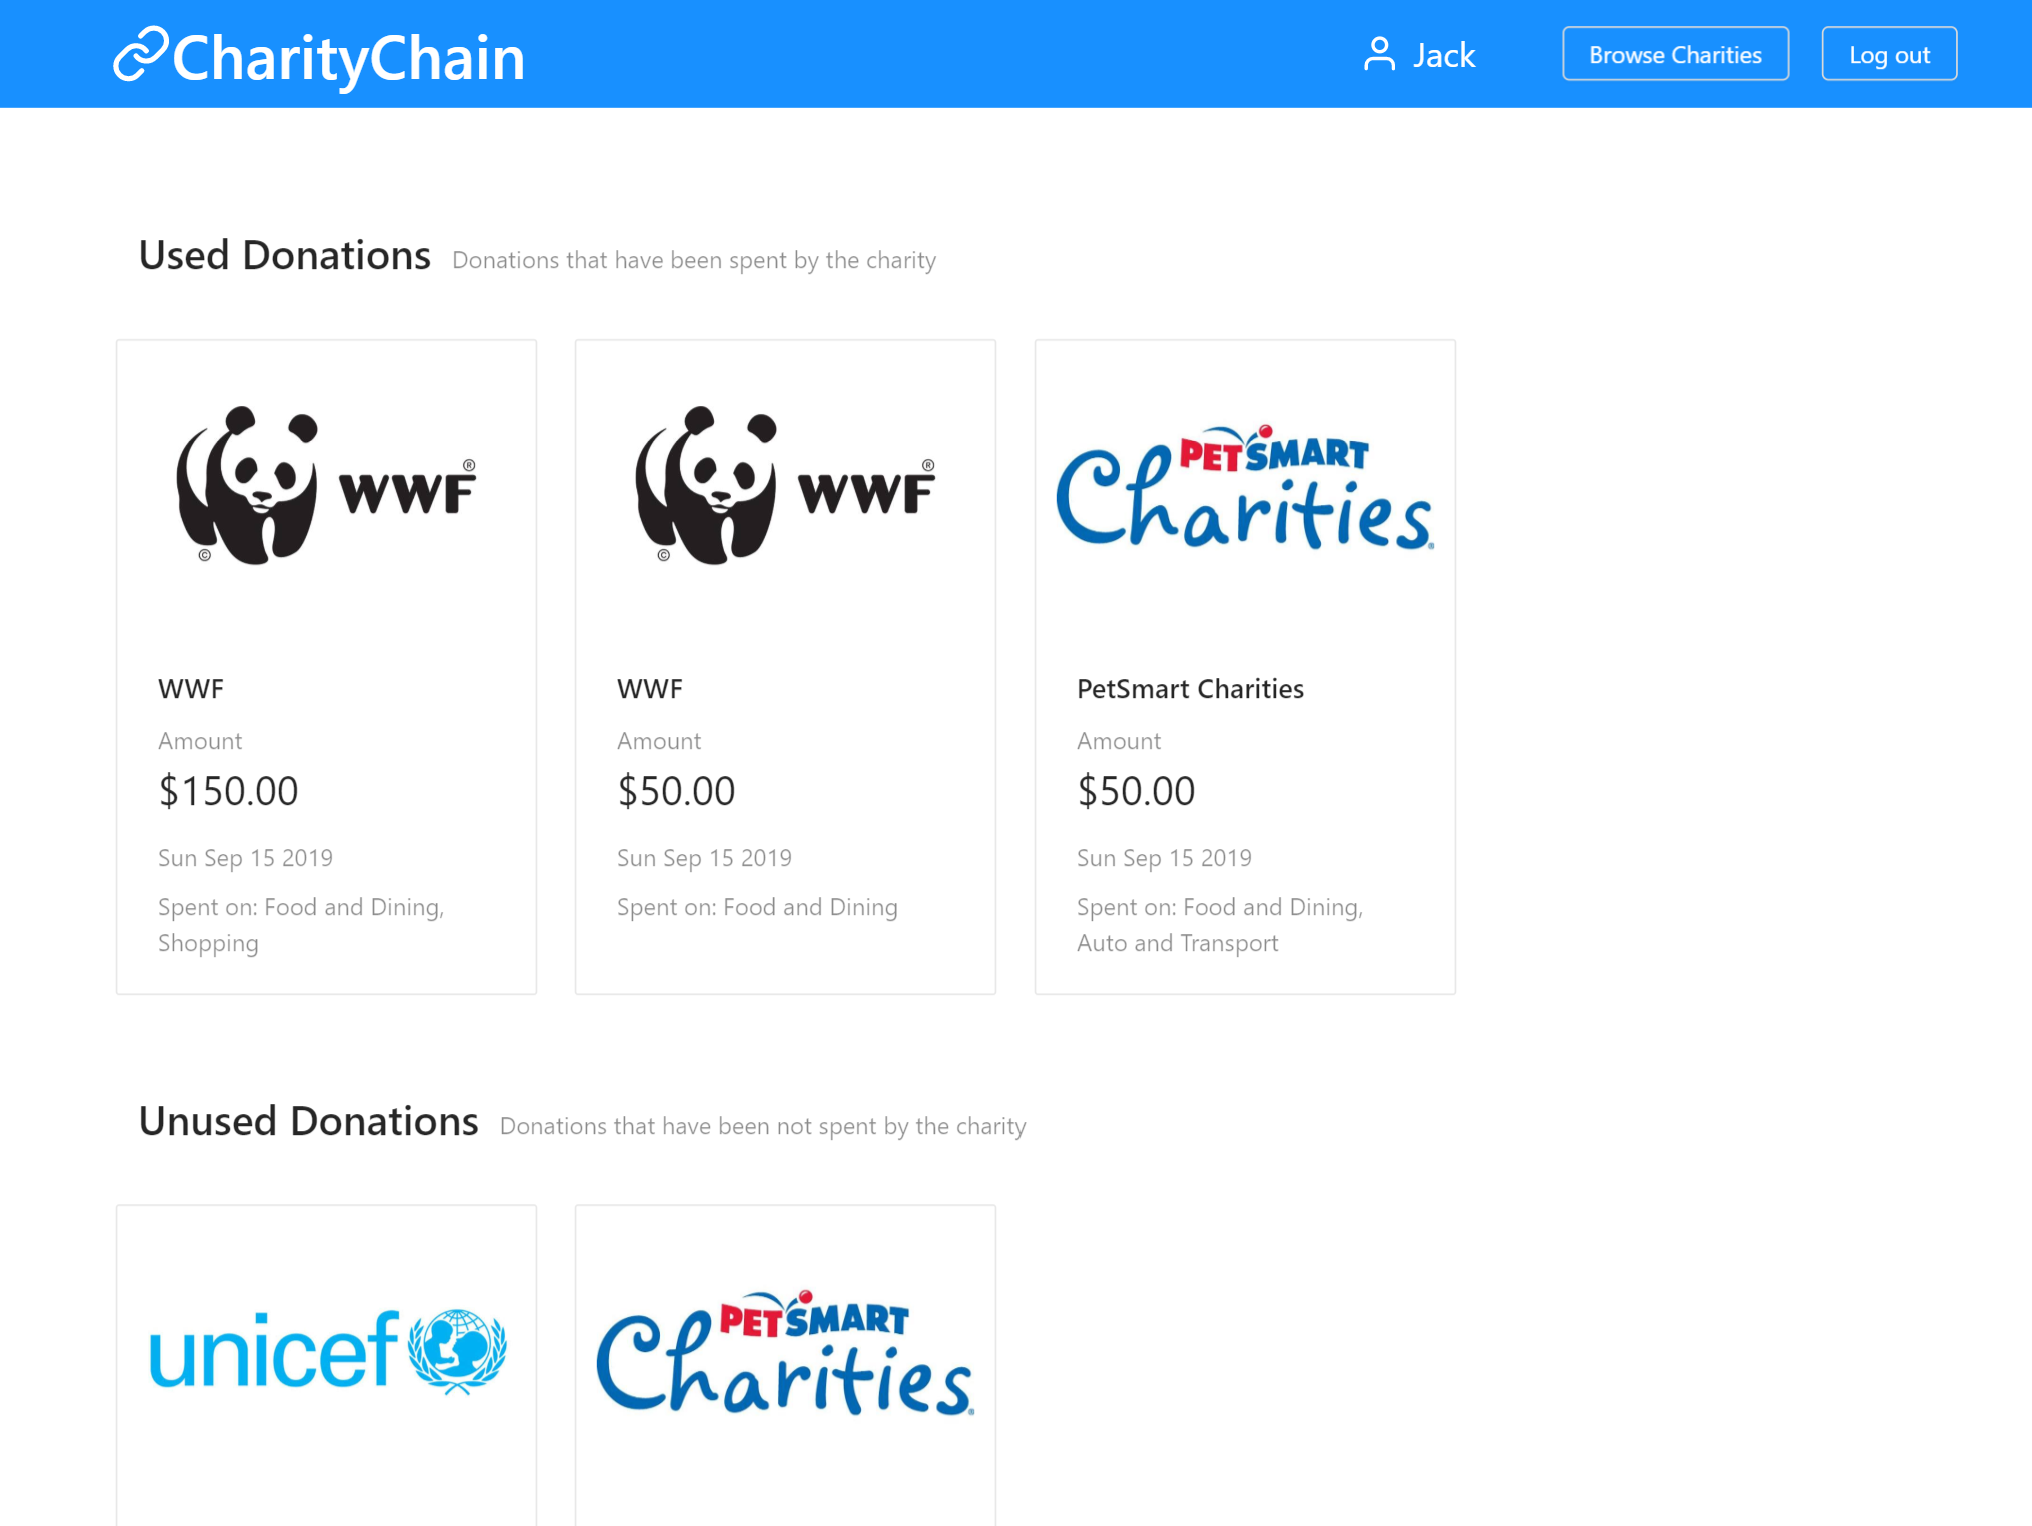 CharityChain
Jack
Browse Charities
Log out
Used Donations Donations that have been spent by the charity
WWF®
©
WWF®
©
PETSMART
Charities®
WWF
Amount
$150.00
Sun Sep 15 2019
Spent on: Food and Dining,
Shopping
WWF
Amount
$50.00
Sun Sep 15 2019
Spent on: Food and Dining
PetSmart Charities
Amount
$50.00
Sun Sep 15 2019
Spent on: Food and Dining,
Auto and Transport
Unused Donations Donations that have been not spent by the charity
unicef
PETSMART
Charities®